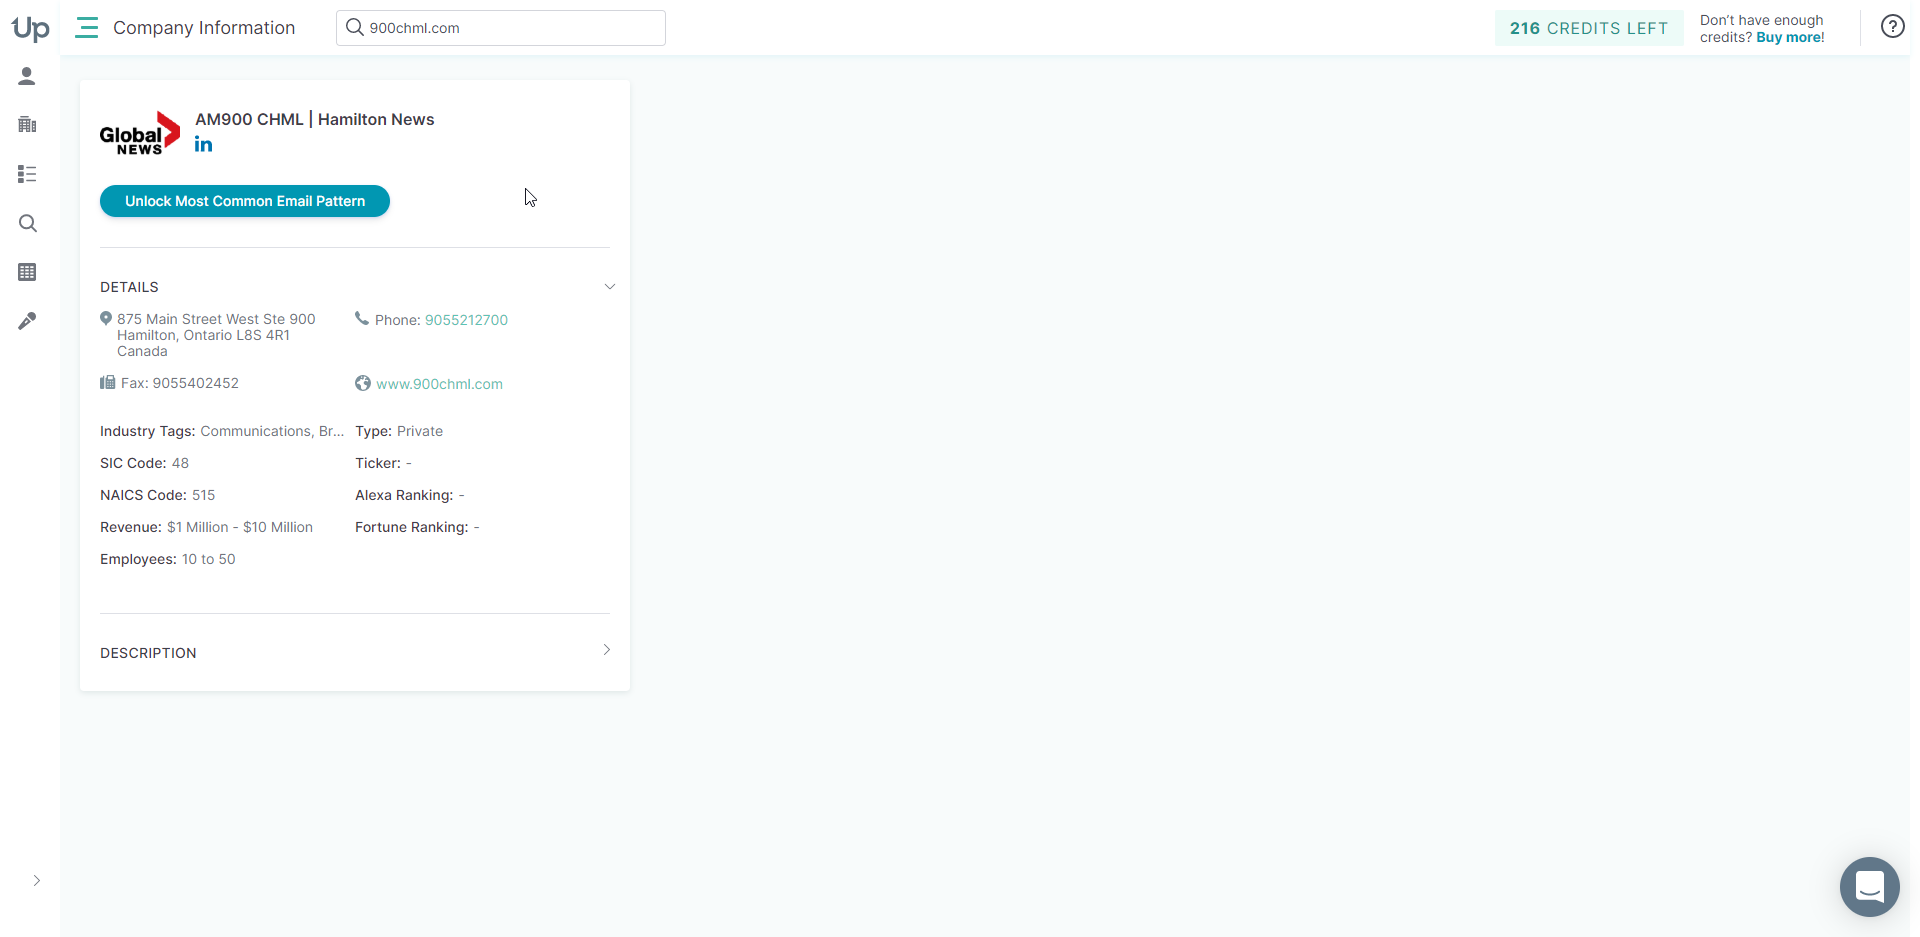 Up
Company Information
900chml.com
216 CREDITS LEFT
Don't have enough
credits? Buy more!
?
Global
NEWS
AM900 CHML | Hamilton News
in
Unlock Most Common Email Pattern
DETAILS
875 Main Street West Ste 900
Hamilton, Ontario L8S 4R1
Canada
Phone: 9055212700
Fax: 9055402452
www.900chml.com
Industry Tags: Communications, Br...
Type: Private
SIC Code: 48
Ticker: -
NAICS Code: 515
Alexa Ranking: -
Revenue: $1 Million - $10 Million
Fortune Ranking: -
Employees: 10 to 50
DESCRIPTION